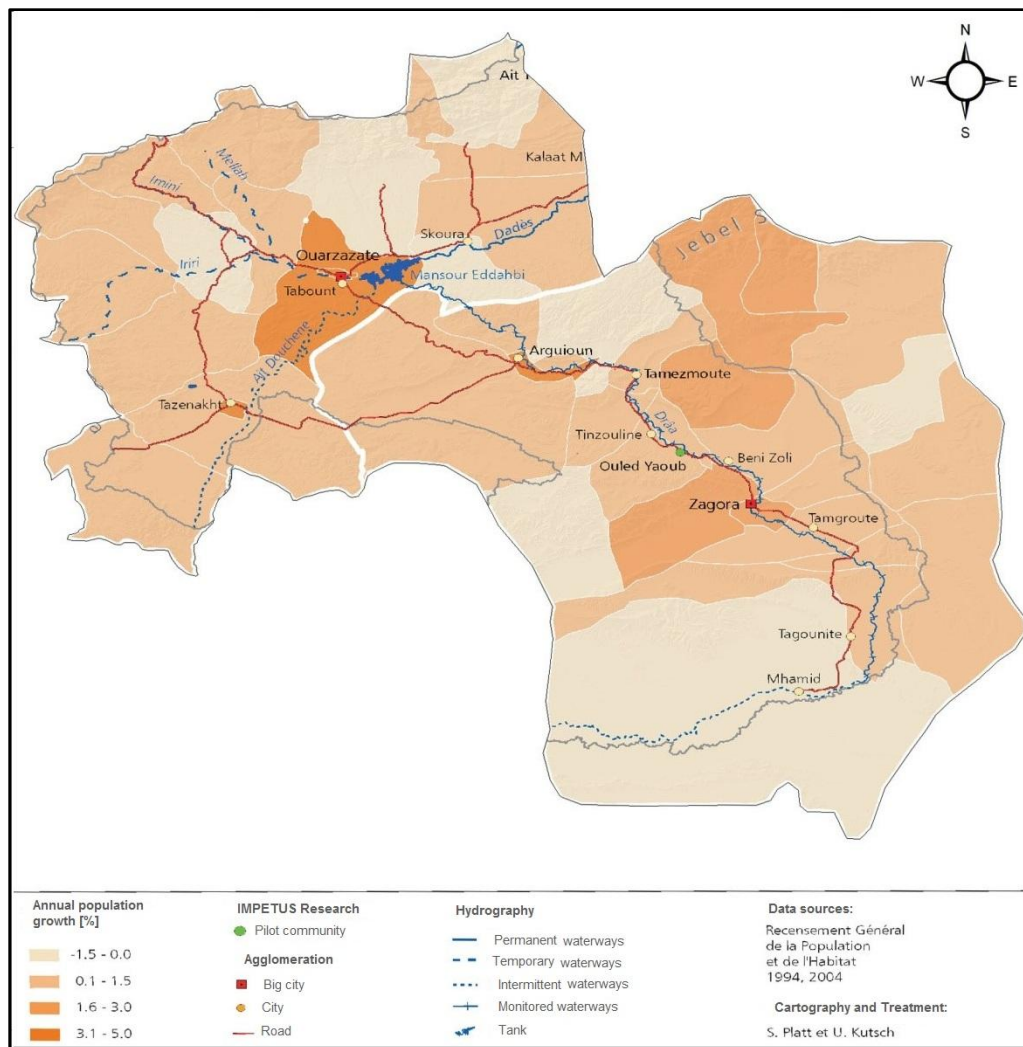 N
W E
S
Ait
Kalaat M
Mellah
Imini
Jebel S
Skoura
Dadès
Ouarzazate
Iriri
Mansour Eddahbi
Tabount
Ait Douchene
Arguioun
Tamezmoute
Tazenakht
Drâa
Tinzouline
Ouled Yaoub
Beni Zoli
Zagora
Tamgroute
Tagounite
Mhamid
Annual population
growth [%]
-1.5 - 0.0
0.1 - 1.5
1.6 - 3.0
3.1 - 5.0
IMPETUS Research
Pilot community
Agglomeration
Big city
City
Road
Hydrography
Permanent waterways
Temporary waterways
Intermittent waterways
Monitored waterways
Tank
Data sources:
Recensement Général
de la Population
et de l'Habitat
1994, 2004
Cartography and Treatment:
S. Platt et U. Kutsch